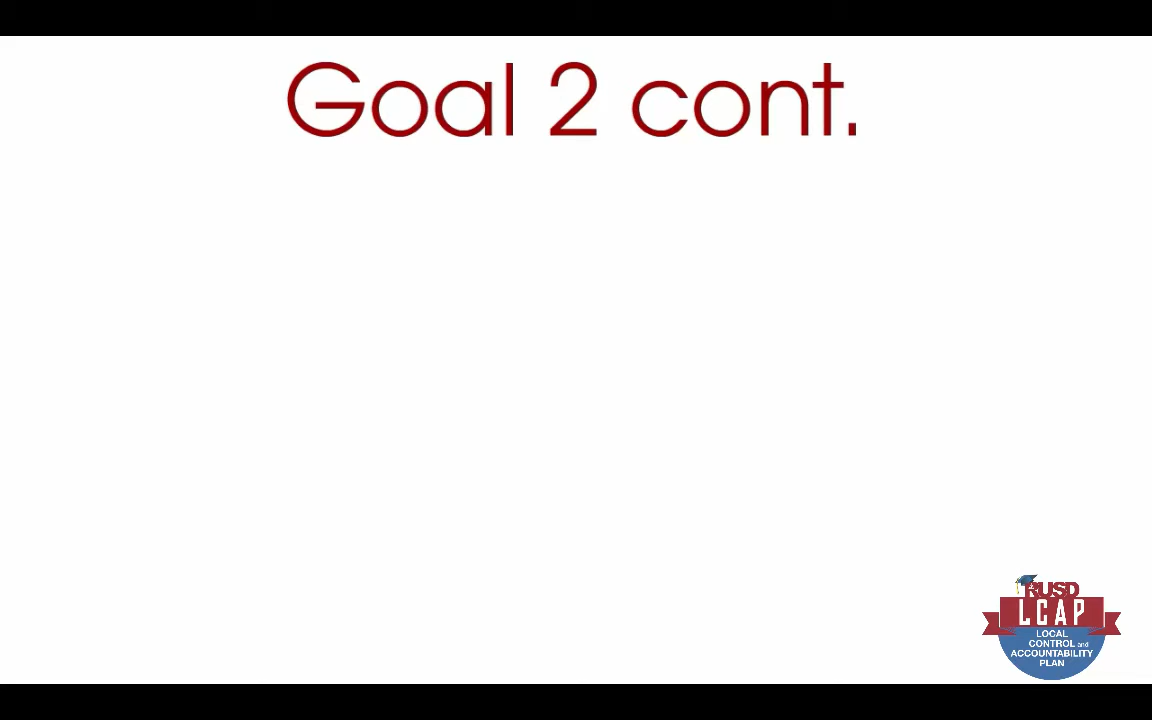 Goal 2 cont.
RUSD
LCAP
LOCAL
CONTROL and
ACCOUNTABILITY
PLAN